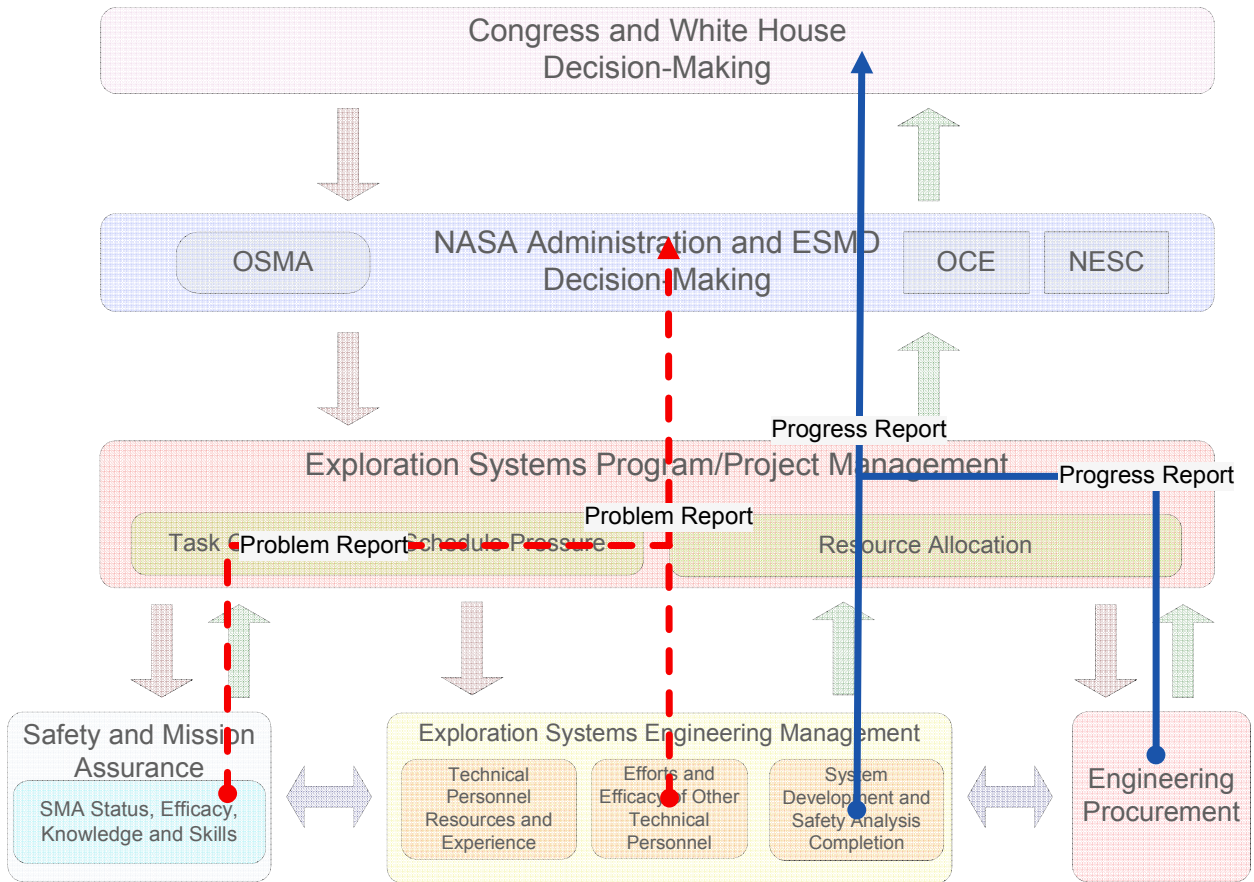 Congress and White House
Decision-Making
NASA Administration and ESMD
Decision-Making
OSMA
OCE
NESC
Progress Report
Exploration Systems Program/Project Management
Progress Report
Problem Report
Task
Problem Report
Schedule Pressure
Resource Allocation
Safety and Mission
Assurance
SMA Status, Efficacy,
Knowledge and Skills
Exploration Systems Engineering Management
Technical
Personnel
Resources and
Experience
Efforts and
Efficacy of Other
Technical
Personnel
System
Development and
Safety Analysis
Completion
Engineering
Procurement